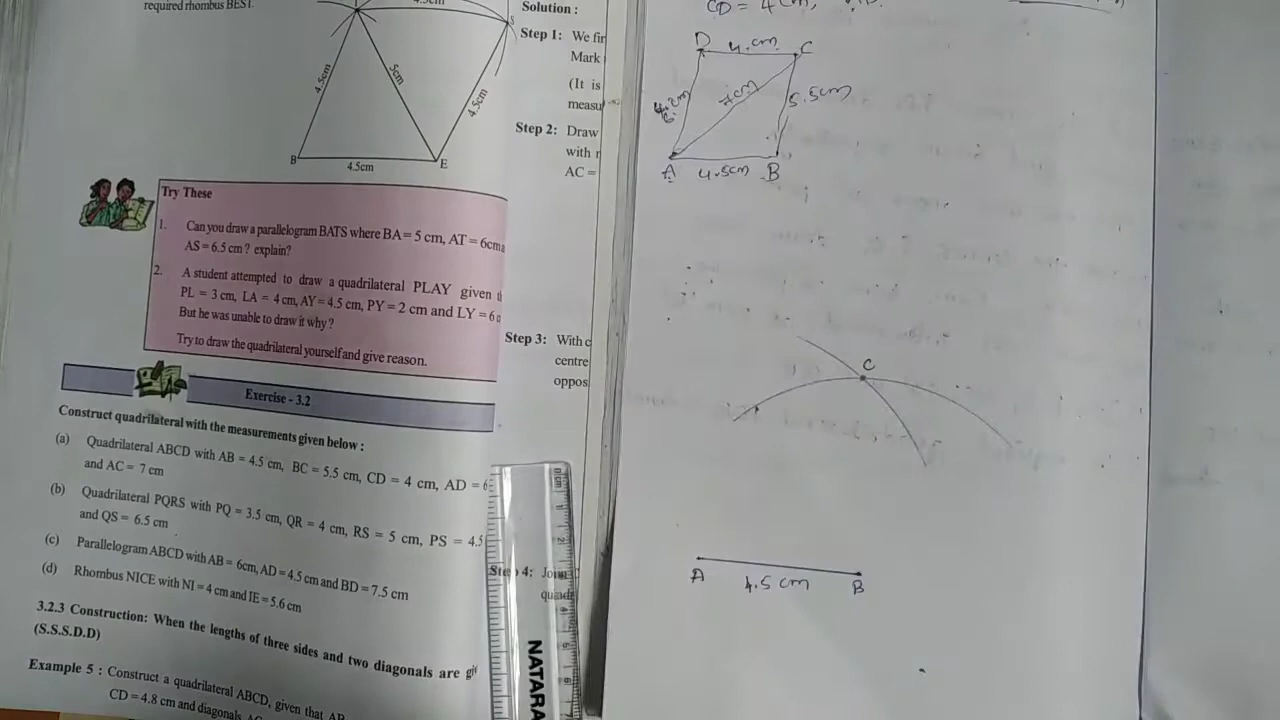 required rhombus BEST.
4.5cm
S
4.5cm
5cm
4.5cm
B
E
4.5cm
Try These
1. Can you draw a parallelogram BATS where BA = 5 cm, AT = 6cm
AS = 6.5 cm ? explain?
2. A student attempted to draw a quadrilateral PLAY given
PL = 3 cm, LA = 4 cm, AY = 4.5 cm, PY = 2 cm and LY = 6
But he was unable to draw it why ?
Try to draw the quadrilateral yourself and give reason.
Exercise - 3.2
Construct quadrilateral with the measurements given below :
(a) Quadrilateral ABCD with AB = 4.5 cm, BC = 5.5 cm, CD = 4 cm, AD = 6
and AC = 7 cm
(b) Quadrilateral PQRS with PQ = 3.5 cm, QR = 4 cm, RS = 5 cm, PS = 4.5
and QS = 6.5 cm
(c) Parallelogram ABCD with AB = 6cm, AD = 4.5 cm and BD = 7.5 cm
(d) Rhombus NICE with NI = 4 cm and IE = 5.6 cm
3.2.3 Construction: When the lengths of three sides and two diagonals are
(S.S.S.D.D)
Example 5 : Construct a quadrilateral ABCD, given that AB
CD = 4.8 cm and diagonals
Solution :
Step 1: We
Mark
(It is
Step 2: Draw
with
AC =
Step 3: With
centre
Step 4:
NATARA
CD = 4 cm,
D 4 cm C
7 cm
5.5cm
A 4.5cm B
C
A 4.5 cm B